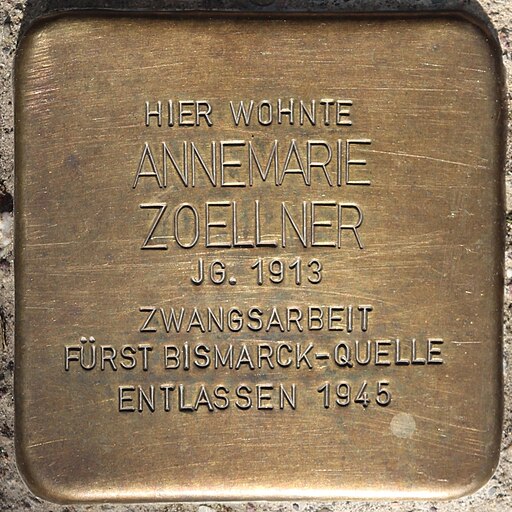 HIER WOHNTE
ANNEMARIE
ZOELLNER
JG. 1913
ZWANGSARBEIT
FÜRST BISMARCK-QUELLE
ENTLASSEN 1945